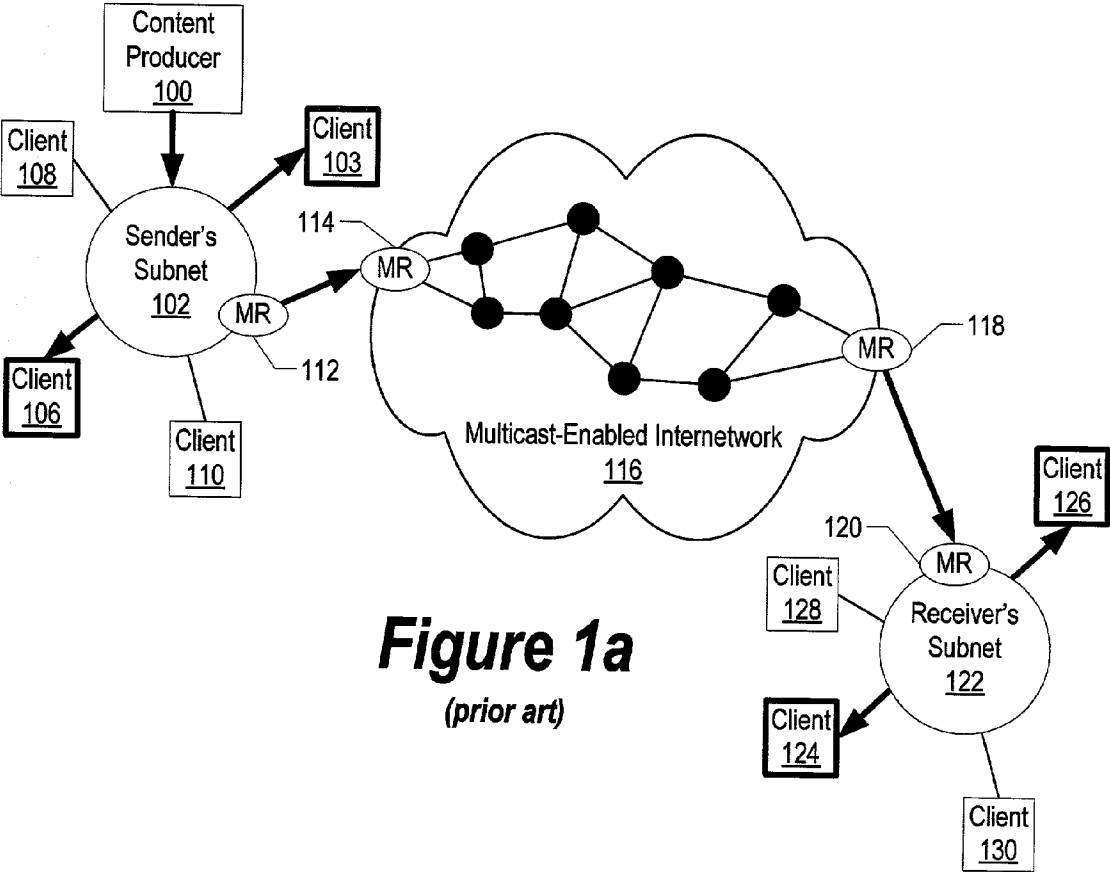 Content
Producer
100
Client
108
Client
103
Sender's
Subnet
102
MR
112
114
MR
Client
106
Client
110
Multicast-Enabled Internetwork
116
MR
118
120
MR
Client
126
Client
128
Receiver's
Subnet
122
Client
124
Client
130
Figure 1a
(prior art)